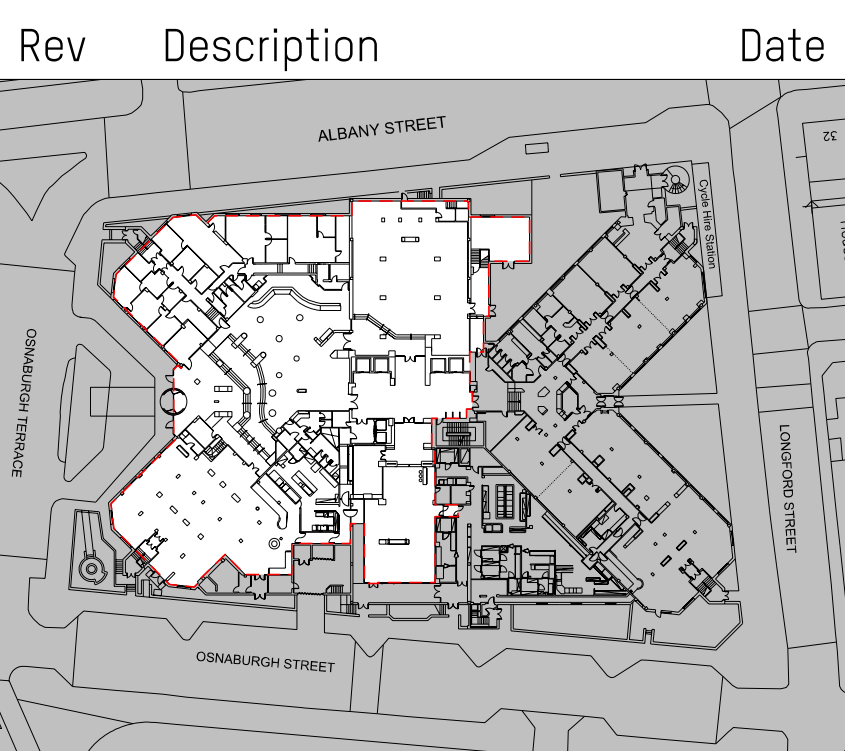 Rev Description Date
ALBANY STREET
32
Cycle Hire Station
OSNABURGH TERRACE
LONGFORD STREET
OSNABURGH STREET